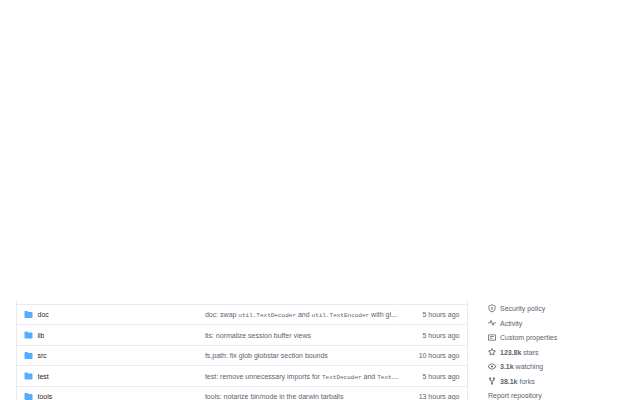 doc doc: swap util.TextDecoder and util.TextEncoder with gl... 5 hours ago
lib tls: normalize session buffer views 5 hours ago
src fs,path: fix glob globstar section bounds 10 hours ago
test test: remove unnecessary imports for TextDecoder and Text... 5 hours ago
tools tools: notarize bin/node in the darwin tarballs 13 hours ago
Security policy
Activity
Custom properties
123.8k stars
3.1k watching
38.1k forks
Report repository